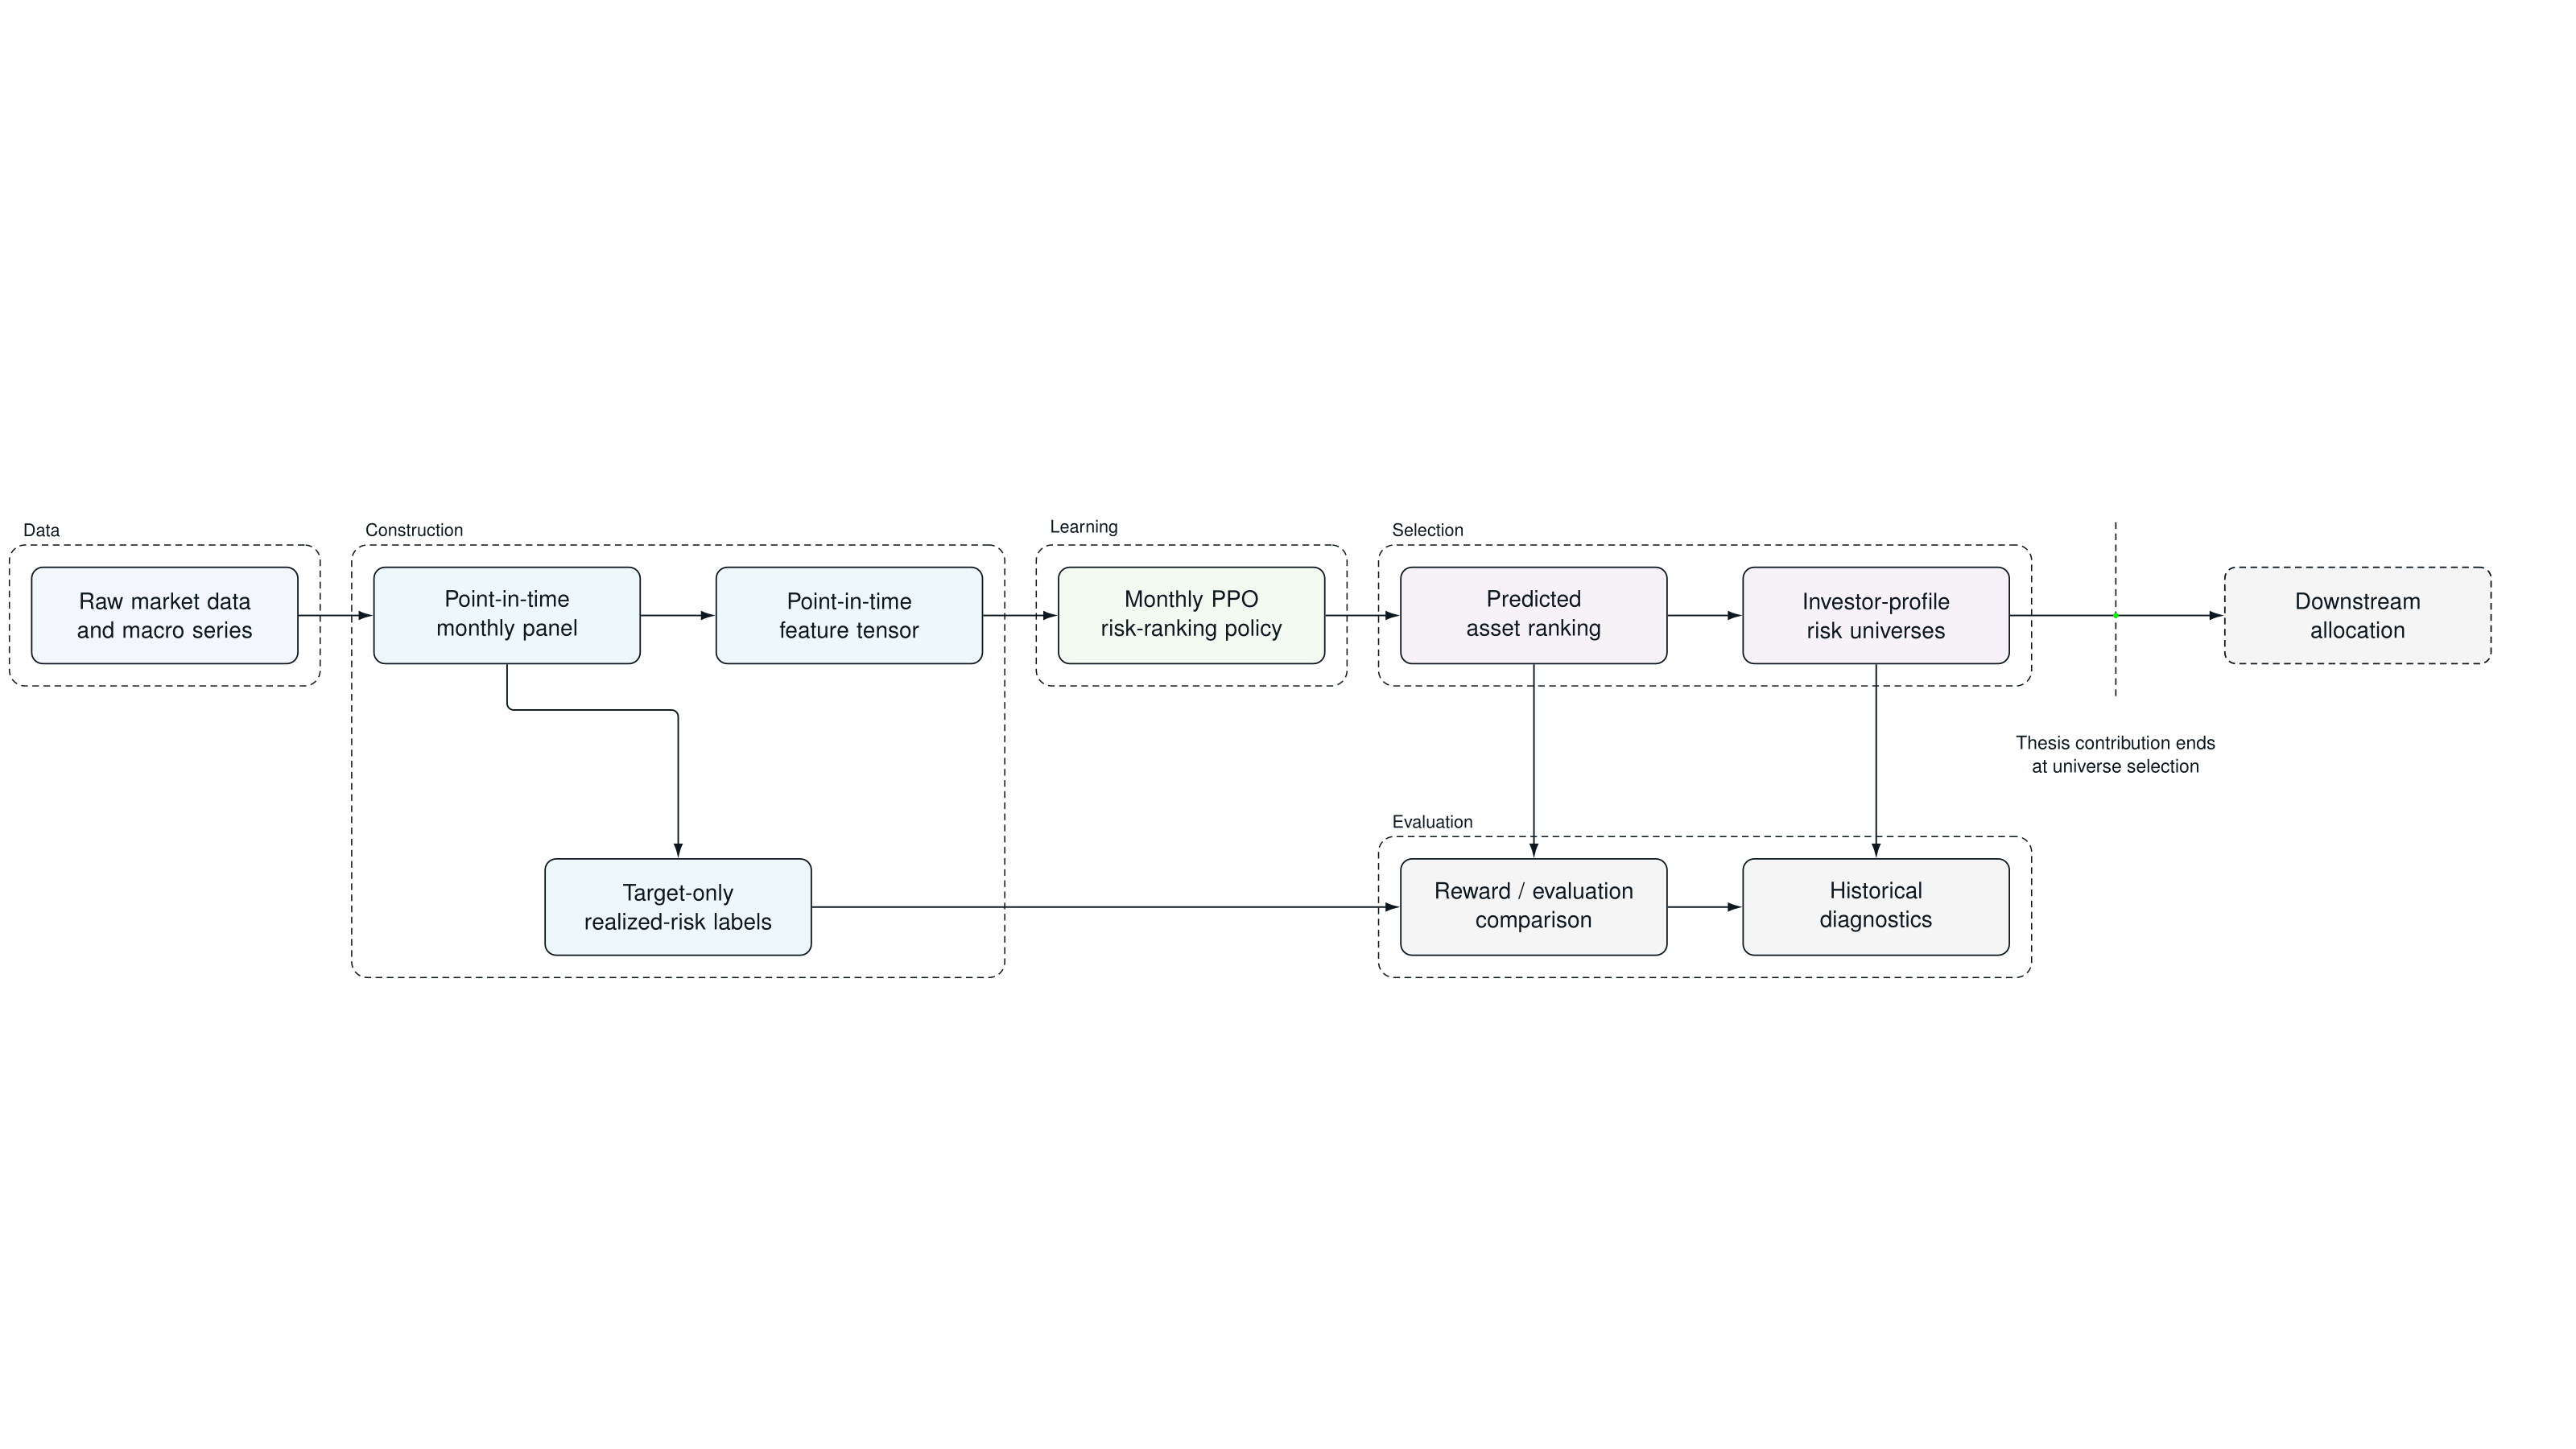 Data
Raw market data
and macro series
Construction
Point-in-time
monthly panel
Point-in-time
feature tensor
Target-only
realized-risk labels
Learning
Monthly PPO
risk-ranking policy
Selection
Predicted
asset ranking
Investor-profile
risk universes
Evaluation
Reward / evaluation
comparison
Historical
diagnostics
Thesis contribution ends
at universe selection
Downstream
allocation